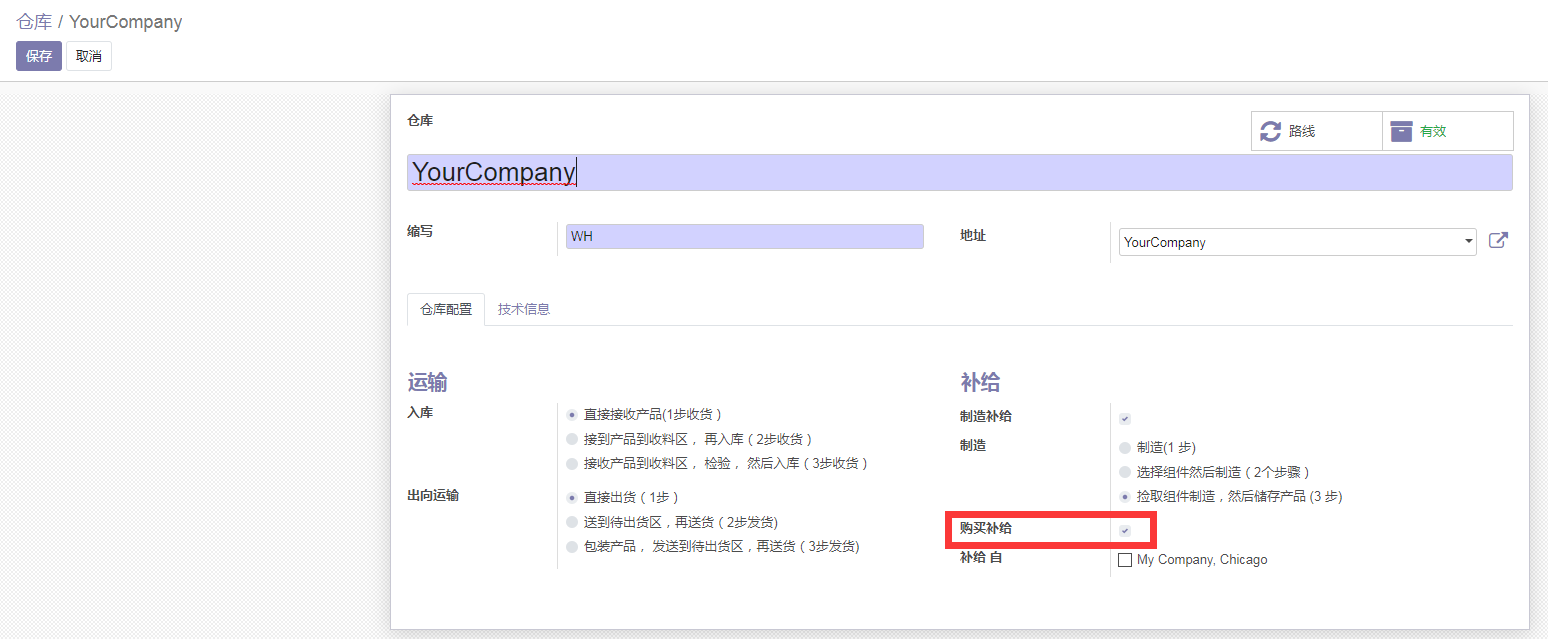 仓库 / YourCompany
保存 取消
仓库
路线 有效
YourCompany
缩写 WH 地址 YourCompany
仓库配置 技术信息
运输
入库 直接接收产品(1步收货 )
接到产品到收料区， 再入库（ 2步收货 ）
接收产品到收料区， 检验， 然后入库（ 3步收货 ）
出向运输 直接出货（ 1步 ）
送到待出货区，再送货（ 2步发货)
包装产品， 发送到待出货区，再送货（ 3步发货)
补给
制造补给
制造 制造(1 步)
选择组件然后制造（ 2个步骤 ）
捡取组件制造，然后储存产品 (3 步)
购买补给
补给 自 My Company, Chicago